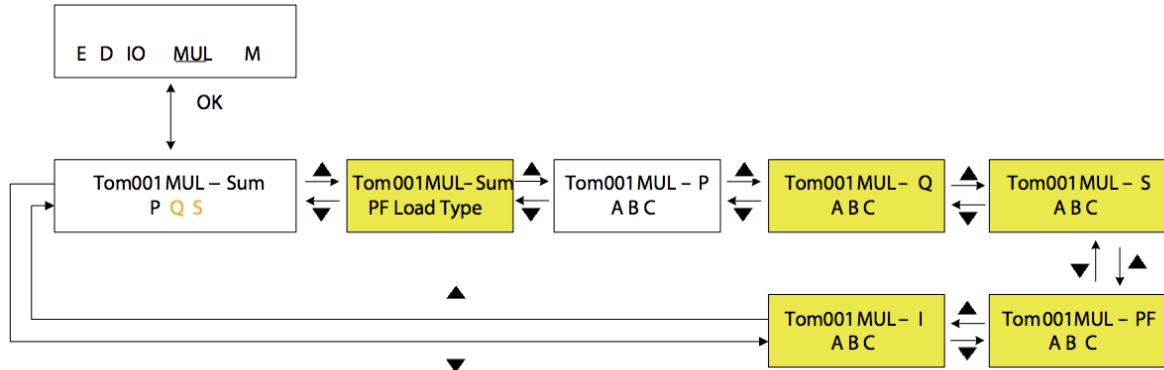 E D IO MUL M
OK
Tom001MUL – Sum
P Q S
Tom001MUL– Sum
PF Load Type
Tom001MUL – P
A B C
Tom001MUL– Q
A B C
Tom001MUL – S
A B C
Tom001MUL– I
A B C
Tom001MUL – PF
A B C